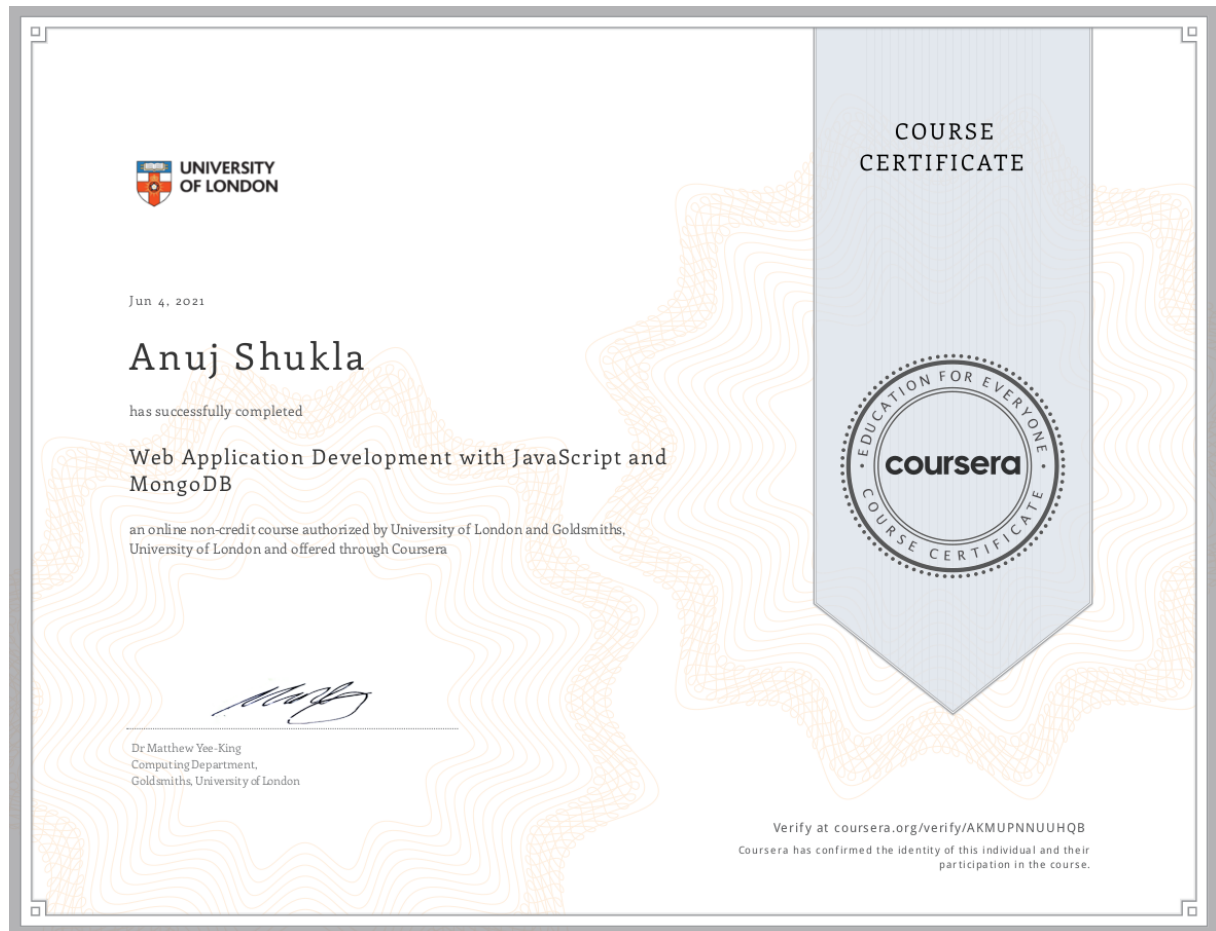 COURSE
CERTIFICATE
UNIVERSITY
OF LONDON
Jun 4, 2021
Anuj Shukla
has successfully completed
Web Application Development with JavaScript and
MongoDB
an online non-credit course authorized by University of London and Goldsmiths,
University of London and offered through Coursera
EDUCATION FOR EVERYONE
coursera
COURSE CERTIFICATE
Dr Matthew Yee-King
Computing Department,
Goldsmiths, University of London
Verify at coursera.org/verify/AKMUPNNUUHQB
Coursera has confirmed the identity of this individual and their
participation in the course.